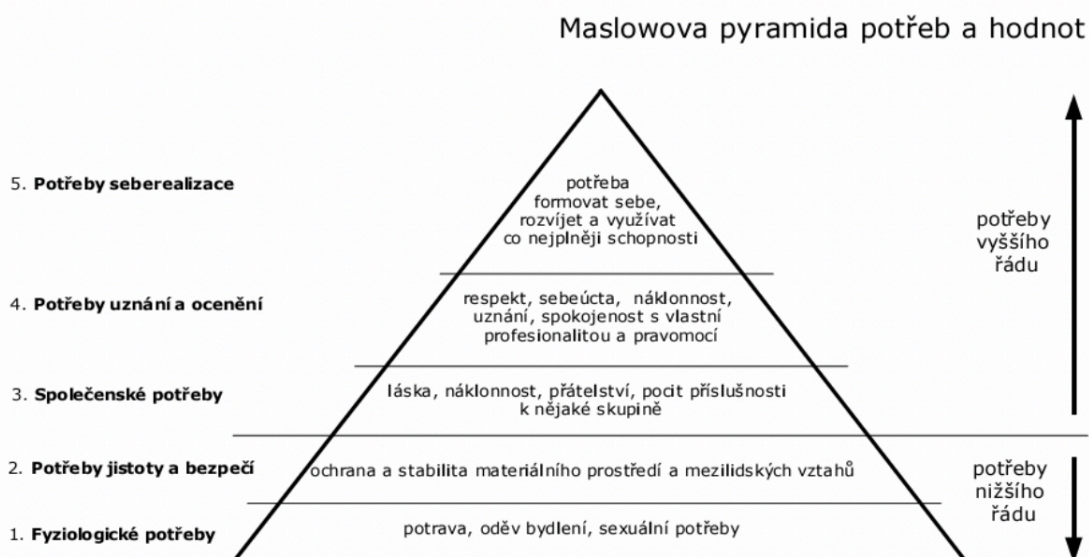 Maslowova pyramida potřeb a hodnot
5. Potřeby seberealizace
potřeba
formovat sebe,
rozvíjet a využívat
co nejplněji schopnosti
potřeby
vyššího
řádu
4. Potřeby uznání a ocenění
respekt, sebeúcta, náklonnost,
uznání, spokojenost s vlastní
profesionalitou a pravomocí
3. Společenské potřeby
láska, náklonnost, přátelství, pocit příslušnosti
k nějaké skupině
2. Potřeby jistoty a bezpečí
ochrana a stabilita materiálního prostředí a mezilidských vztahů
potřeby
nižšího
řádu
1. Fyziologické potřeby
potrava, oděv bydlení, sexuální potřeby